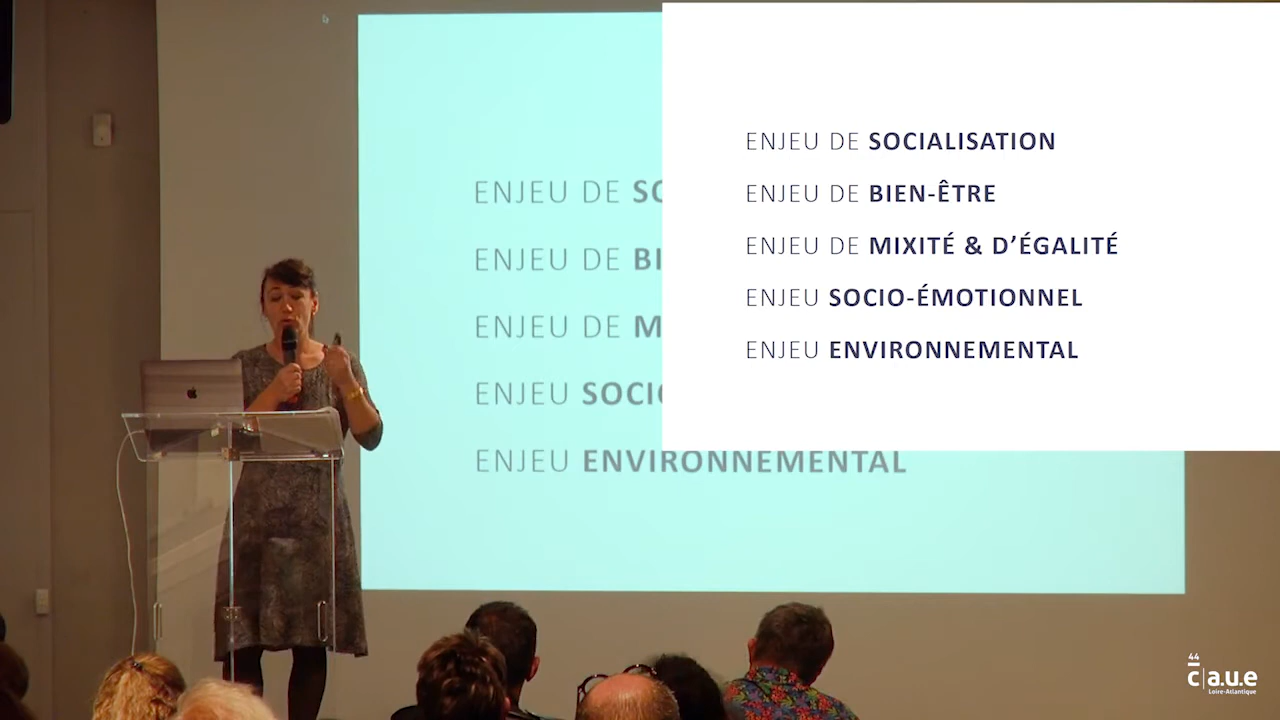 ENJEU DE SO
ENJEU DE BI
ENJEU DE M
ENJEU SOCIO
ENJEU ENVIRONNEMENTAL
ENJEU DE SOCIALISATION
ENJEU DE BIEN-ÊTRE
ENJEU DE MIXITÉ & D’ÉGALITÉ
ENJEU SOCIO-ÉMOTIONNEL
ENJEU ENVIRONNEMENTAL
44
c|a.u.e
Loire-Atlantique